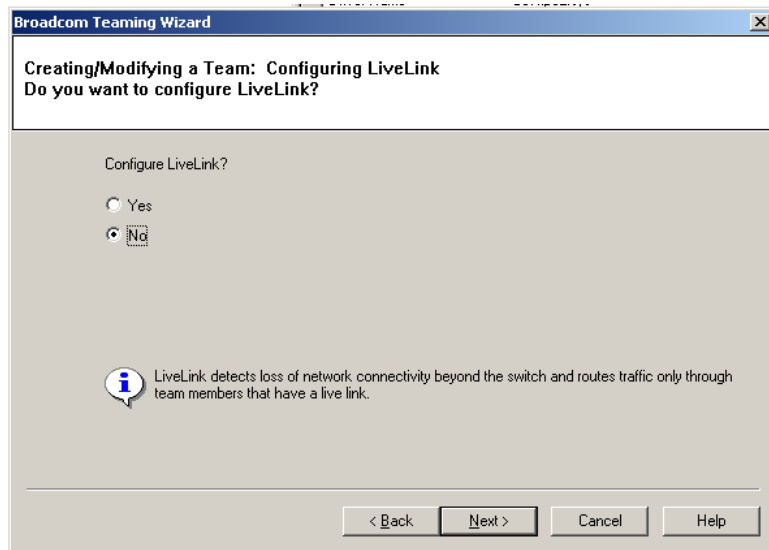 Broadcom Teaming Wizard
Creating/Modifying a Team: Configuring LiveLink
Do you want to configure LiveLink?
Configure LiveLink?
Yes
No
LiveLink detects loss of network connectivity beyond the switch and routes traffic only through
team members that have a live link.
< Back
Next >
Cancel
Help